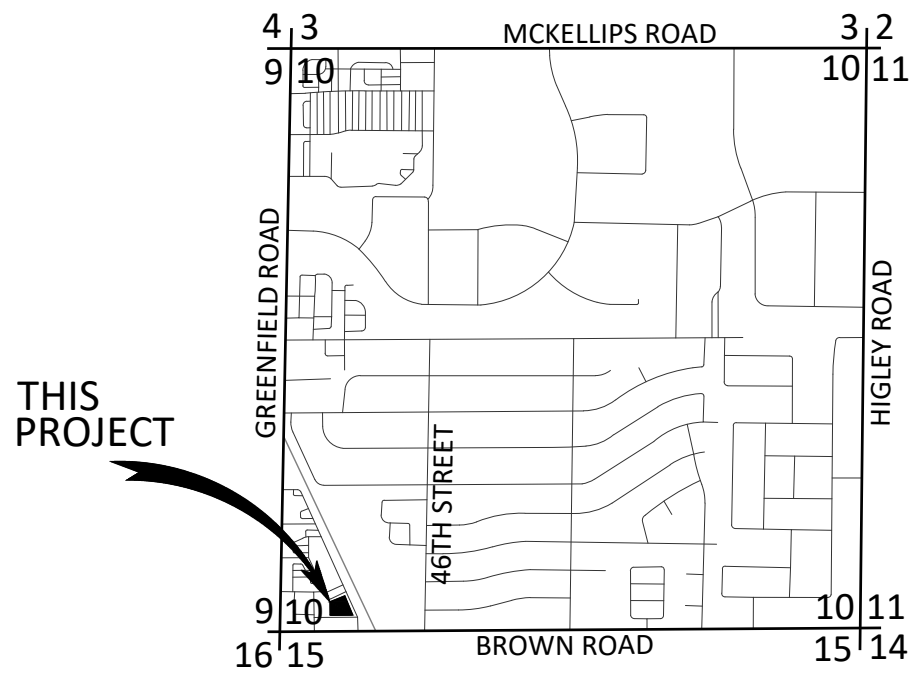 4 3
MCKELLIPS ROAD
3 2
9 10
10 11
GREENFIELD ROAD
HIGLEY ROAD
THIS
PROJECT
46TH STREET
9 10
10 11
16 15
BROWN ROAD
15 14